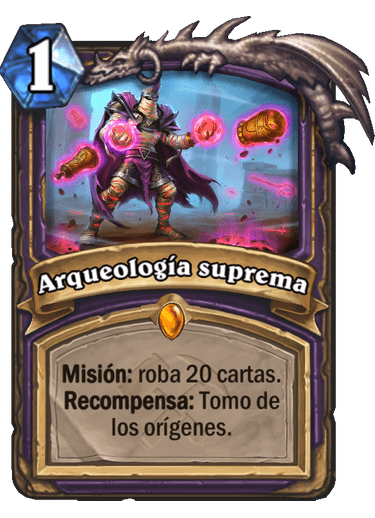 1
Arqueología suprema
Misión: roba 20 cartas.
Recompensa: Tomo de
los orígenes.